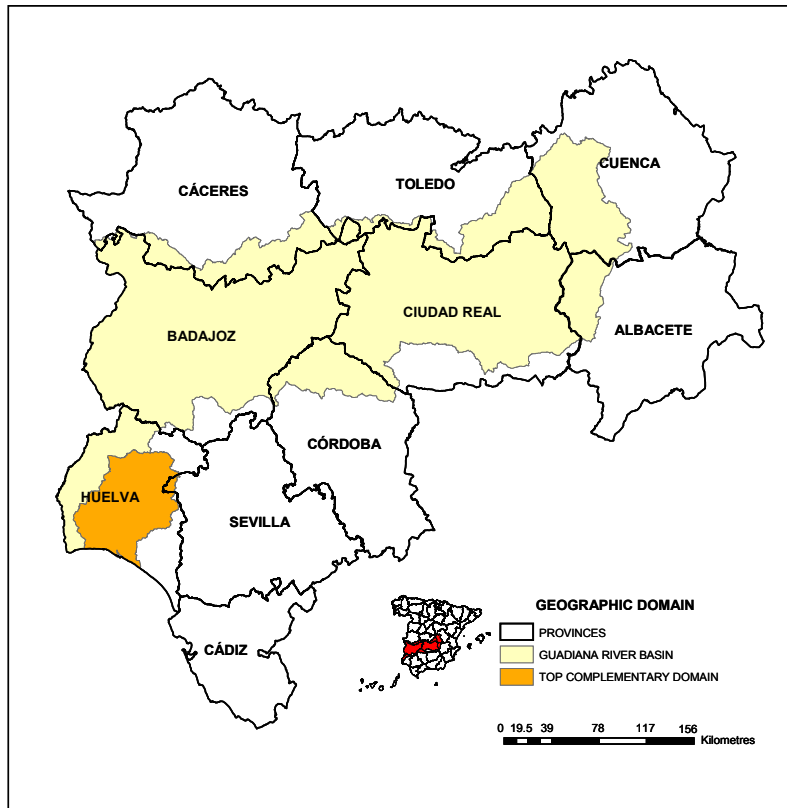 CUENCA
TOLEDO
CÁCERES
CIUDAD REAL
ALBACETE
BADAJOZ
CÓRDOBA
HUELVA
SEVILLA
CÁDIZ
GEOGRAPHIC DOMAIN
PROVINCES
GUADIANA RIVER BASIN
TOP COMPLEMENTARY DOMAIN
0 19.5 39 78 117 156
Kilometres